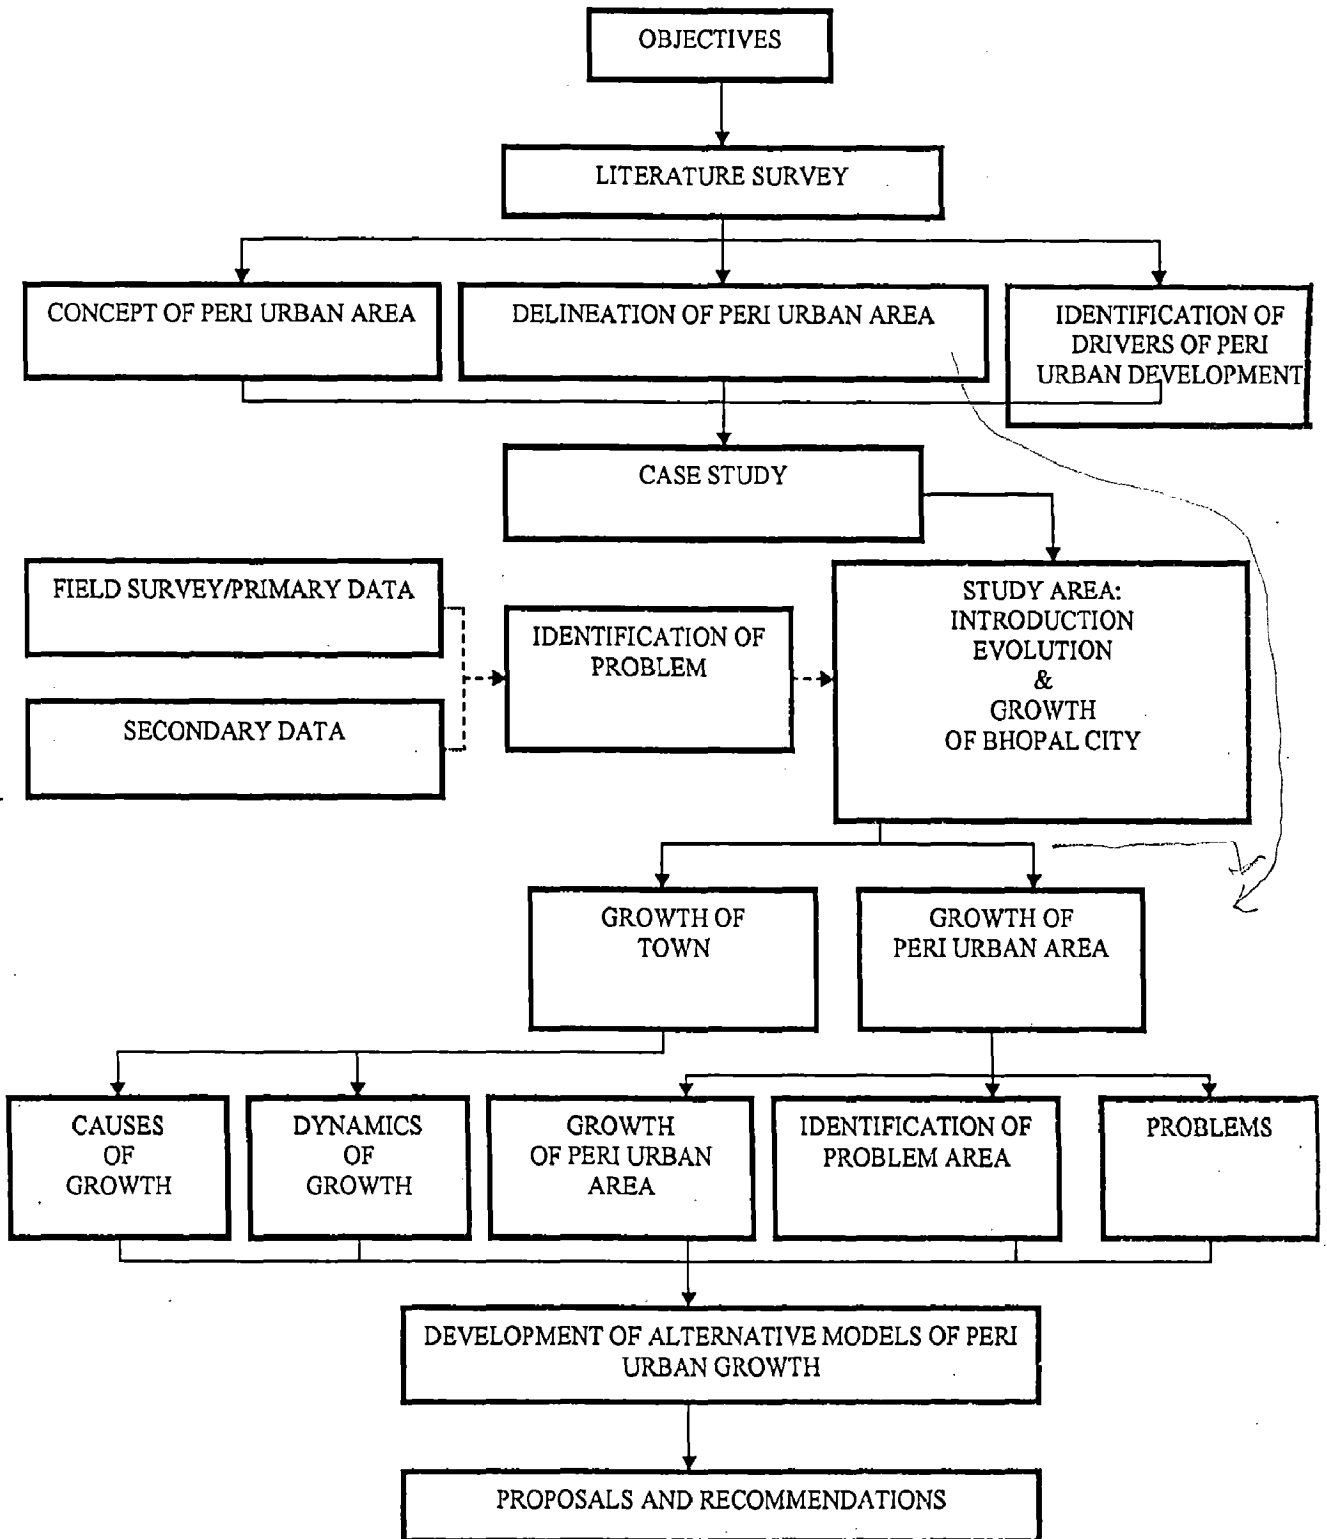 OBJECTIVES
LITERATURE SURVEY
CONCEPT OF PERI URBAN AREA
DELINEATION OF PERI URBAN AREA
IDENTIFICATION OF
DRIVERS OF PERI
URBAN DEVELOPMENT
CASE STUDY
FIELD SURVEY/PRIMARY DATA
SECONDARY DATA
IDENTIFICATION OF
PROBLEM
STUDY AREA:
INTRODUCTION
EVOLUTION
&
GROWTH
OF BHOPAL CITY
GROWTH OF
TOWN
GROWTH OF
PERI URBAN AREA
CAUSES
OF
GROWTH
DYNAMICS
OF
GROWTH
GROWTH
OF PERI URBAN
AREA
IDENTIFICATION OF
PROBLEM AREA
PROBLEMS
DEVELOPMENT OF ALTERNATIVE MODELS OF PERI
URBAN GROWTH
PROPOSALS AND RECOMMENDATIONS